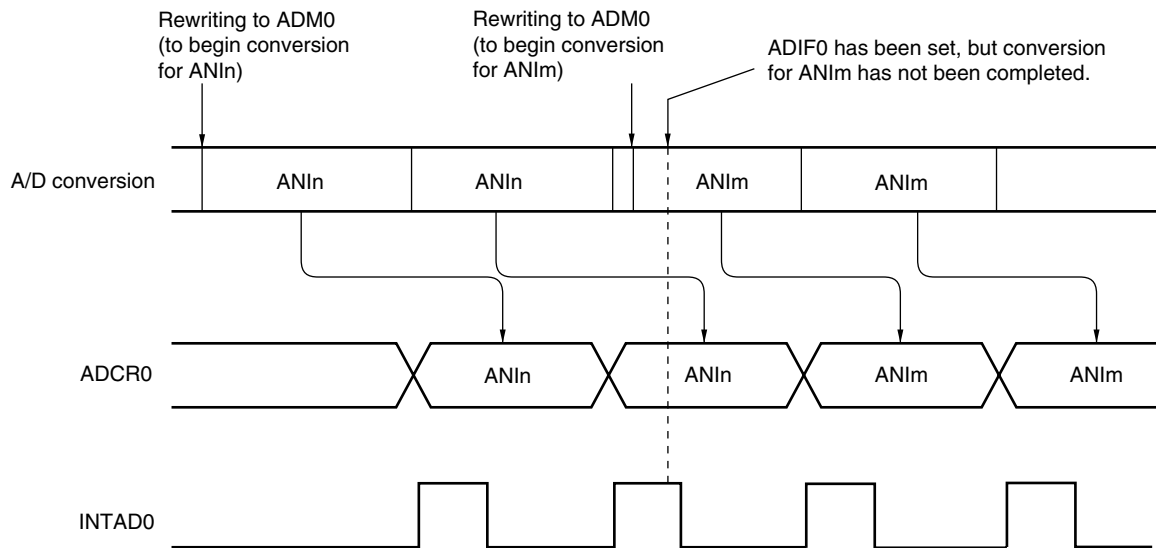 Rewriting to ADM0
(to begin conversion
for ANIn)
Rewriting to ADM0
(to begin conversion
for ANIm)
ADIF0 has been set, but conversion
for ANIm has not been completed.
A/D conversion
ANIn
ANIn
ANIm
ANIm
ADCR0
ANIn
ANIn
ANIm
ANIm
INTAD0